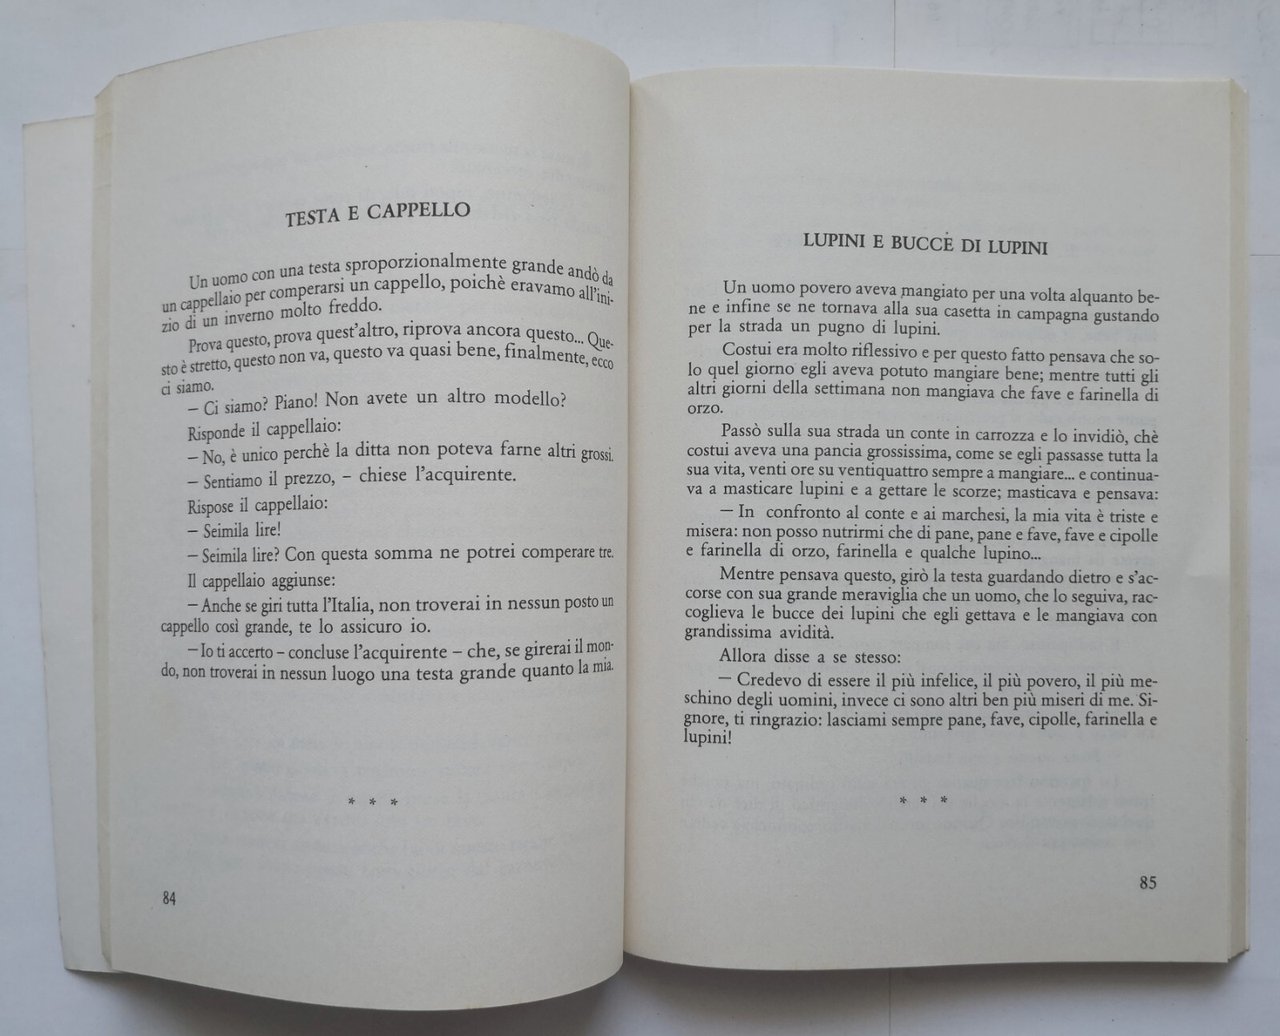 TESTA E CAPPELLO
Un uomo con una testa sproporzionalmente grande andò da
un cappellaio per comperarsi un cappello, poichè eravamo all'ini-
zio di un inverno molto freddo.
Prova questo, prova quest'altro, riprova ancora questo... Que-
sto è stretto, questo non va, questo va quasi bene, finalmente, ecco
ci siamo.
– Ci siamo? Piano! Non avete un altro modello?
Risponde il cappellaio:
– No, è unico perchè la ditta non poteva farne altri grossi.
– Sentiamo il prezzo, – chiese l'acquirente.
Rispose il cappellaio:
– Seimila lire!
– Seimila lire? Con questa somma ne potrei comperare tre.
Il cappellaio aggiunse:
– Anche se giri tutta l'Italia, non troverai in nessun posto un
cappello così grande, te lo assicuro io.
– Io ti accerto – concluse l'acquirente – che, se girerai il mon-
do, non troverai in nessun luogo una testa grande quanto la mia.
* * *
84
LUPINI E BUCCE DI LUPINI
Un uomo povero aveva mangiato per una volta alquanto be-
ne e infine se ne tornava alla sua casetta in campagna gustando
per la strada un pugno di lupini.
Costui era molto riflessivo e per questo fatto pensava che so-
lo quel giorno egli aveva potuto mangiare bene; mentre tutti gli
altri giorni della settimana non mangiava che fave e farinella di
orzo.
Passò sulla sua strada un conte in carrozza e lo invidiò, chè
costui aveva una pancia grossissima, come se egli passasse tutta la
sua vita, venti ore su ventiquattro sempre a mangiare... e continua-
va a masticare lupini e a gettare le scorze; masticava e pensava:
– In confronto al conte e ai marchesi, la mia vita è triste e
misera: non posso nutrirmi che di pane, pane e fave, fave e cipolle
e farinella di orzo, farinella e qualche lupino...
Mentre pensava questo, girò la testa guardando dietro e s'ac-
corse con sua grande meraviglia che un uomo, che lo seguiva, rac-
coglieva le bucce dei lupini che egli gettava e le mangiava con
grandissima avidità.
Allora disse a se stesso:
– Credevo di essere il più infelice, il più povero, il più me-
schino degli uomini, invece ci sono altri ben più miseri di me. Si-
gnore, ti ringrazio: lasciami sempre pane, fave, cipolle, farinella e
lupini!
* * *
85